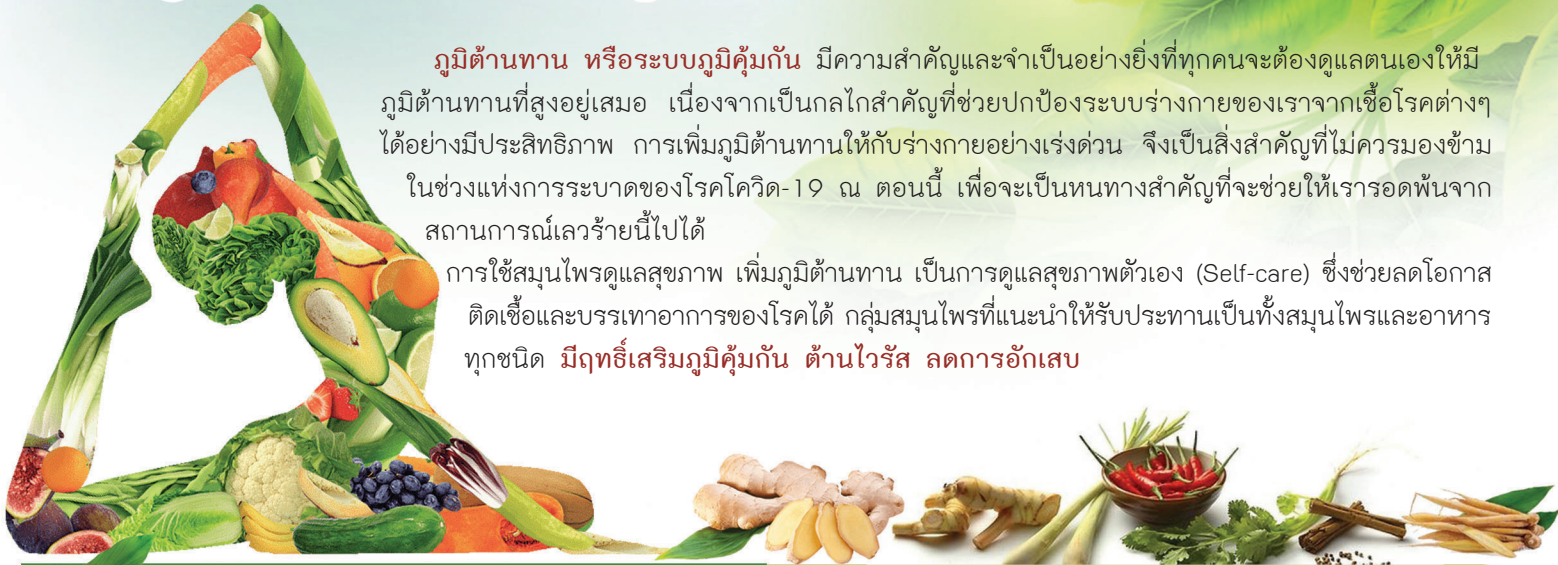 ภูมิต้านทาน หรือระบบภูมิคุ้มกัน มีความสำคัญและจำเป็นอย่างยิ่งที่ทุกคนจะต้องดูแลตนเองให้มี
ภูมิต้านทานที่สูงอยู่เสมอ เนื่องจากเป็นกลไกสำคัญที่ช่วยปกป้องระบบร่างกายของเราจากเชื้อโรคต่างๆ
ได้อย่างมีประสิทธิภาพ การเพิ่มภูมิต้านทานให้กับร่างกายอย่างเร่งด่วน จึงเป็นสิ่งสำคัญที่ไม่ควรมองข้าม
ในช่วงแห่งการระบาดของโรคโควิด-19 ณ ตอนนี้ เพื่อจะเป็นหนทางสำคัญที่จะช่วยให้เรารอดพ้นจาก
สถานการณ์เลวร้ายนี้ไปได้
การใช้สมุนไพรดูแลสุขภาพ เพิ่มภูมิต้านทาน เป็นการดูแลสุขภาพตัวเอง (Self-care) ซึ่งช่วยลดโอกาส
ติดเชื้อและบรรเทาอาการของโรคได้ กลุ่มสมุนไพรที่แนะนำให้รับประทานเป็นทั้งสมุนไพรและอาหาร
ทุกชนิด มีฤทธิ์เสริมภูมิคุ้มกัน ต้านไวรัส ลดการอักเสบ